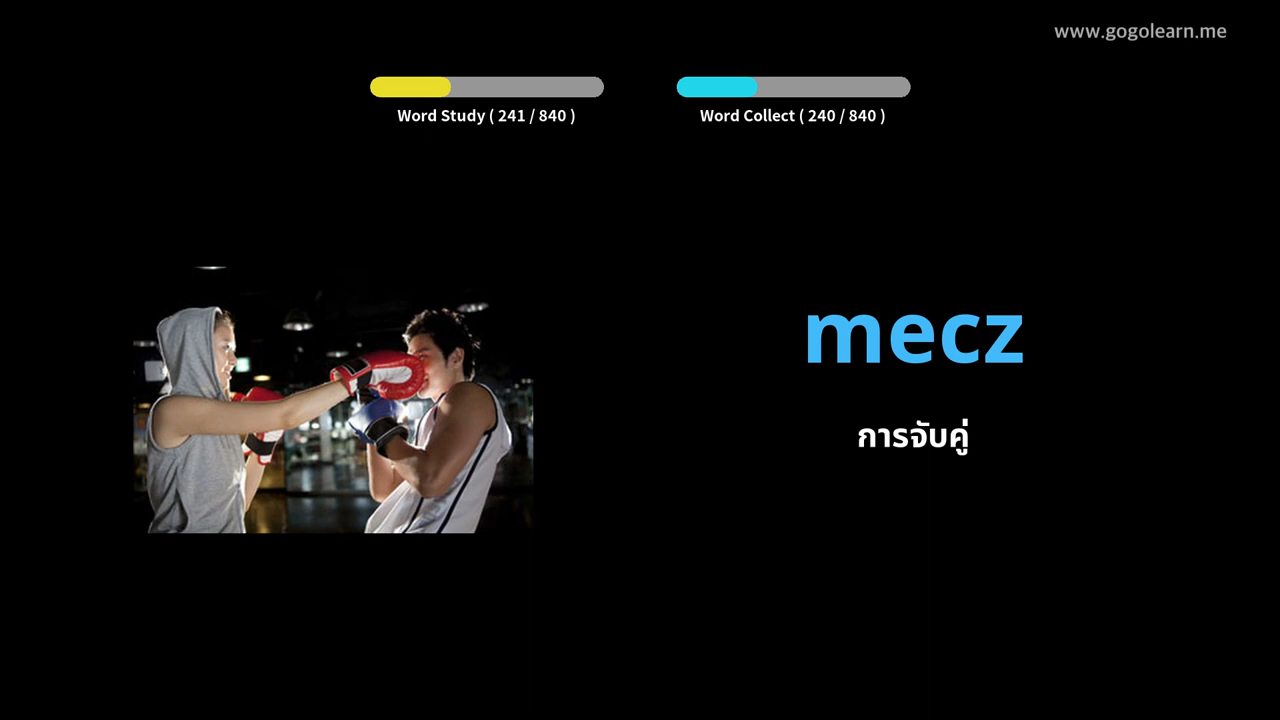 www.gogolearn.me
Word Study ( 241 / 840 )
Word Collect ( 240 / 840 )
mecz
การจับคู่